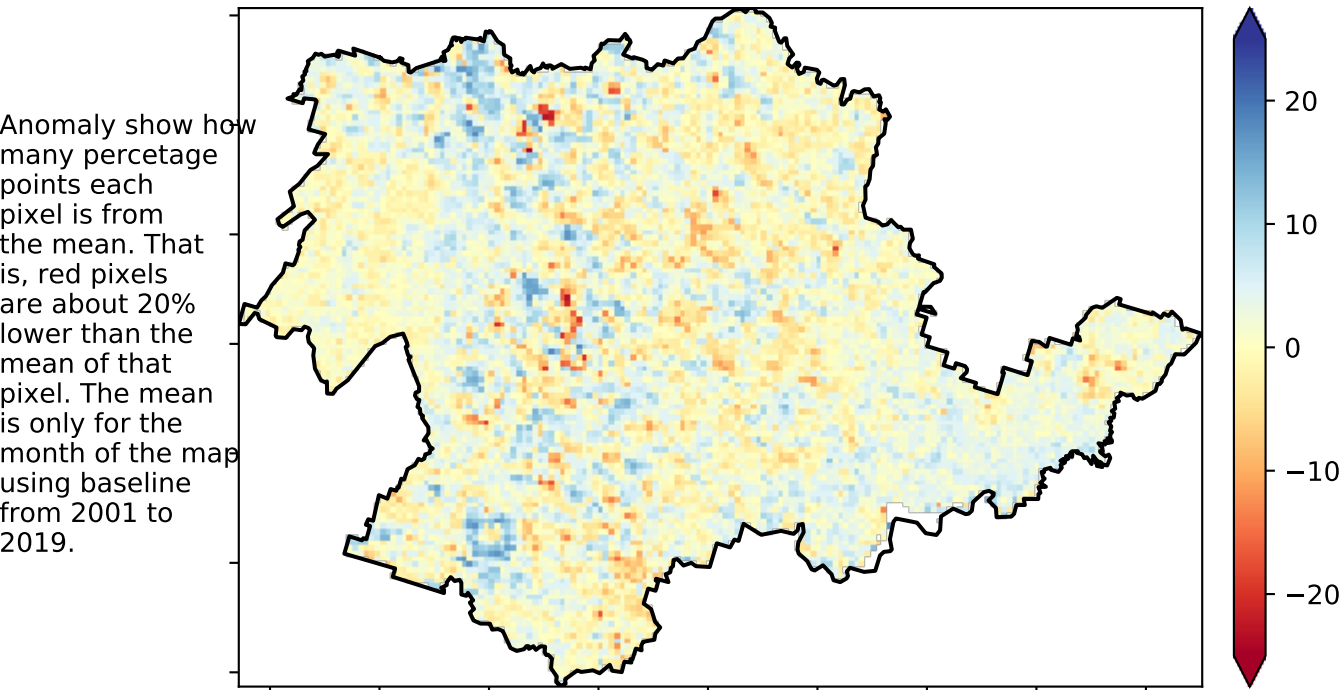 Anomaly show how
many percetage
points each
pixel is from
the mean. That
is, red pixels
are about 20%
lower than the
mean of that
pixel. The mean
is only for the
month of the map
using baseline
from 2001 to
2019.
20
10
0
−10
−20